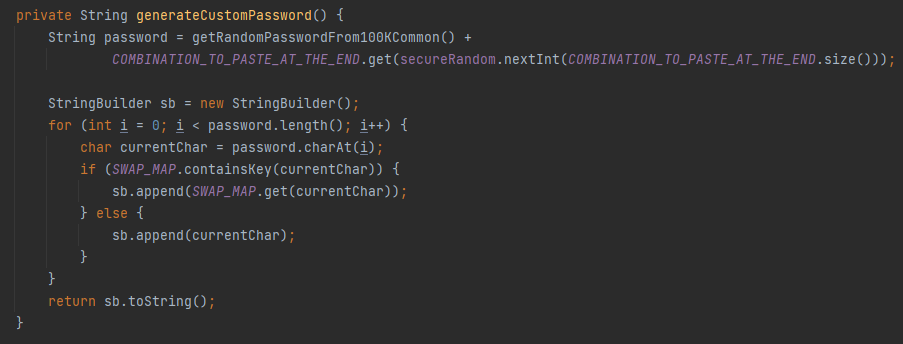 private String generateCustomPassword() {
    String password = getRandomPasswordFrom100KCommon() +
            COMBINATION_TO_PASTE_AT_THE_END.get(secureRandom.nextInt(COMBINATION_TO_PASTE_AT_THE_END.size()));

    StringBuilder sb = new StringBuilder();
    for (int i = 0; i < password.length(); i++) {
        char currentChar = password.charAt(i);
        if (SWAP_MAP.containsKey(currentChar)) {
            sb.append(SWAP_MAP.get(currentChar));
        } else {
            sb.append(currentChar);
        }
    }
    return sb.toString();
}